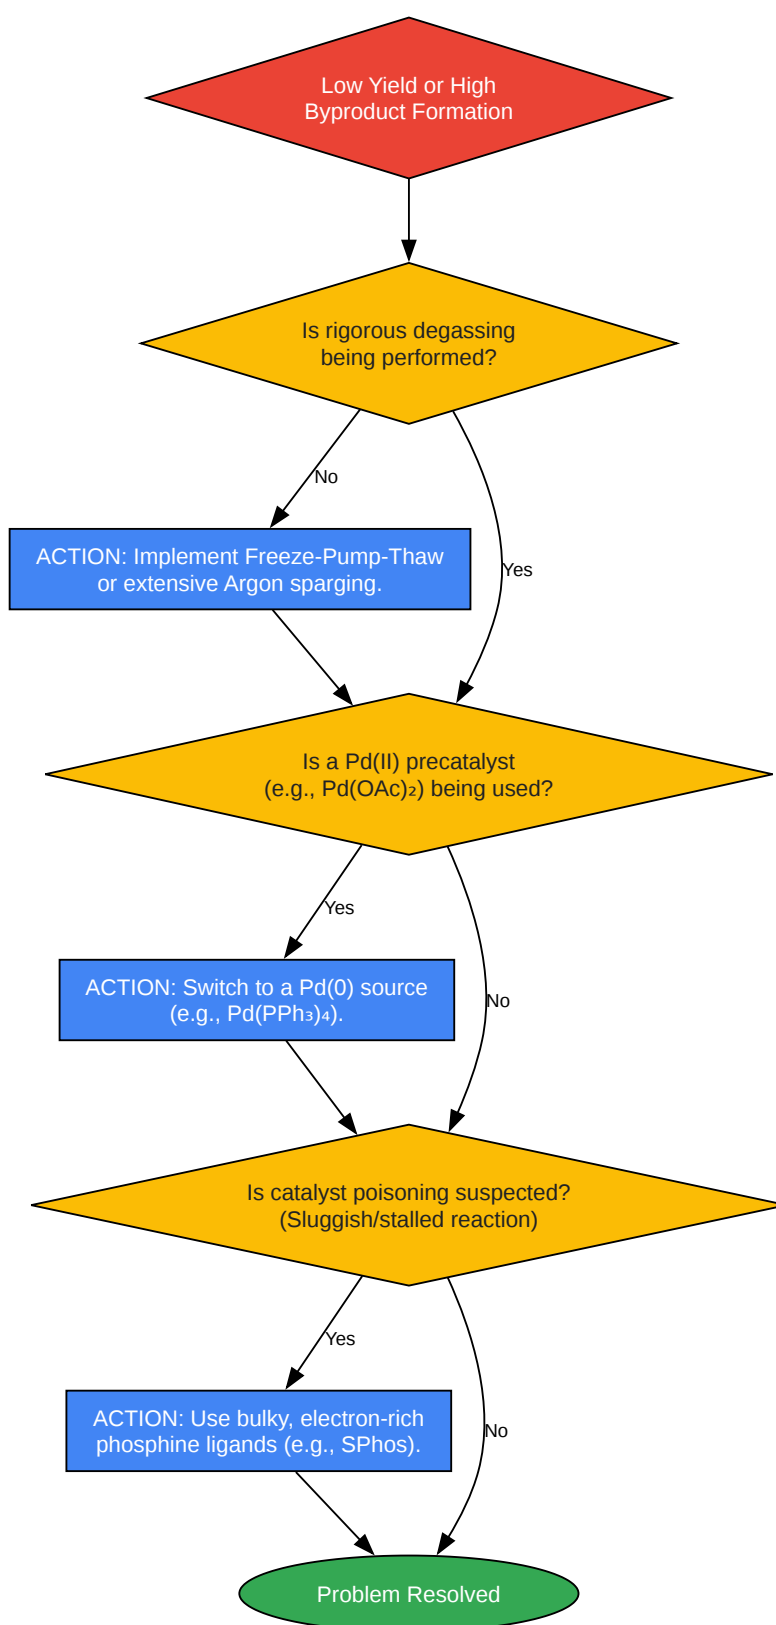 Low Yield or High
Byproduct Formation
Is rigorous degassing
being performed?
No
ACTION: Implement Freeze-Pump-Thaw
or extensive Argon sparging.
Yes
Is a Pd(II) precatalyst
(e.g., Pd(OAc)₂) being used?
Yes
ACTION: Switch to a Pd(0) source
(e.g., Pd(PPh₃)₄).
No
Is catalyst poisoning suspected?
(Sluggish/stalled reaction)
Yes
ACTION: Use bulky, electron-rich
phosphine ligands (e.g., SPhos).
No
Problem Resolved